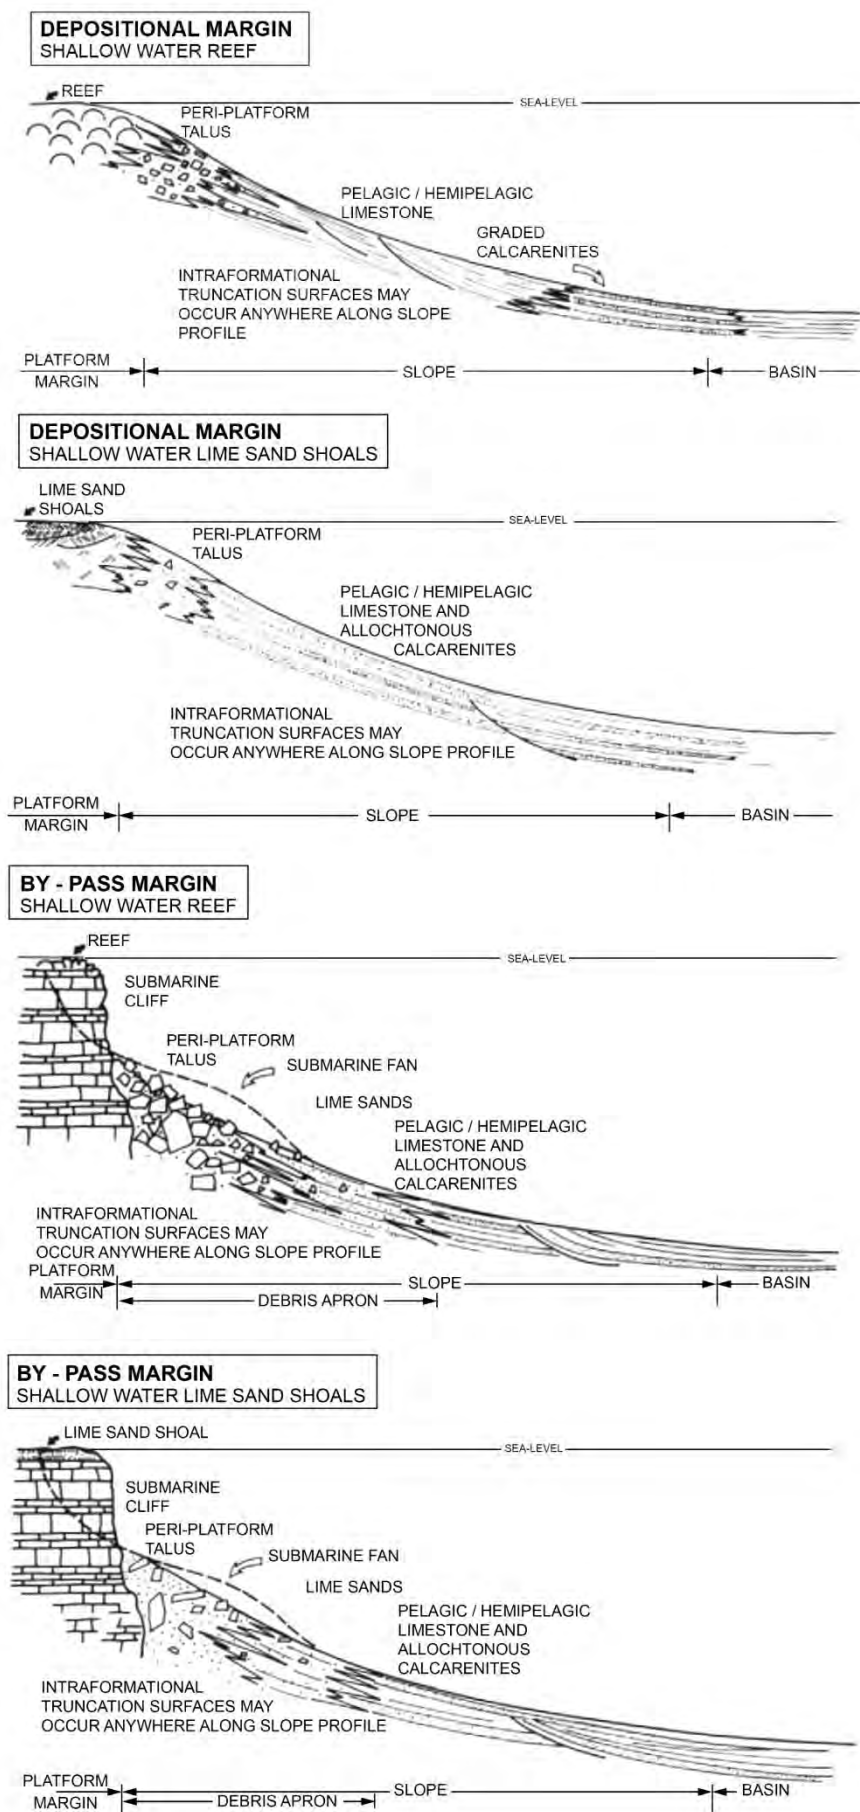 DEPOSITIONAL MARGIN
SHALLOW WATER REEF
REEF
SEA-LEVEL
PERI-PLATFORM
TALUS
PELAGIC / HEMIPELAGIC
LIMESTONE
GRADED
CALCARENITES
INTRAFORMATIONAL
TRUNCATION SURFACES MAY
OCCUR ANYWHERE ALONG SLOPE
PROFILE
PLATFORM
MARGIN
SLOPE
BASIN
DEPOSITIONAL MARGIN
SHALLOW WATER LIME SAND SHOALS
LIME SAND
SHOALS
SEA-LEVEL
PERI-PLATFORM
TALUS
PELAGIC / HEMIPELAGIC
LIMESTONE AND
ALLOCHTONOUS
CALCARENITES
INTRAFORMATIONAL
TRUNCATION SURFACES MAY
OCCUR ANYWHERE ALONG SLOPE PROFILE
PLATFORM
MARGIN
SLOPE
BASIN
BY - PASS MARGIN
SHALLOW WATER REEF
REEF
SEA-LEVEL
SUBMARINE
CLIFF
PERI-PLATFORM
TALUS
SUBMARINE FAN
LIME SANDS
PELAGIC / HEMIPELAGIC
LIMESTONE AND
ALLOCHTONOUS
CALCARENITES
INTRAFORMATIONAL
TRUNCATION SURFACES MAY
OCCUR ANYWHERE ALONG SLOPE PROFILE
PLATFORM
MARGIN
SLOPE
BASIN
DEBRIS APRON
BY - PASS MARGIN
SHALLOW WATER LIME SAND SHOALS
LIME SAND SHOAL
SEA-LEVEL
SUBMARINE
CLIFF
PERI-PLATFORM
TALUS
SUBMARINE FAN
LIME SANDS
PELAGIC / HEMIPELAGIC
LIMESTONE AND
ALLOCHTONOUS
CALCARENITES
INTRAFORMATIONAL
TRUNCATION SURFACES MAY
OCCUR ANYWHERE ALONG SLOPE PROFILE
PLATFORM
MARGIN
SLOPE
BASIN
DEBRIS APRON